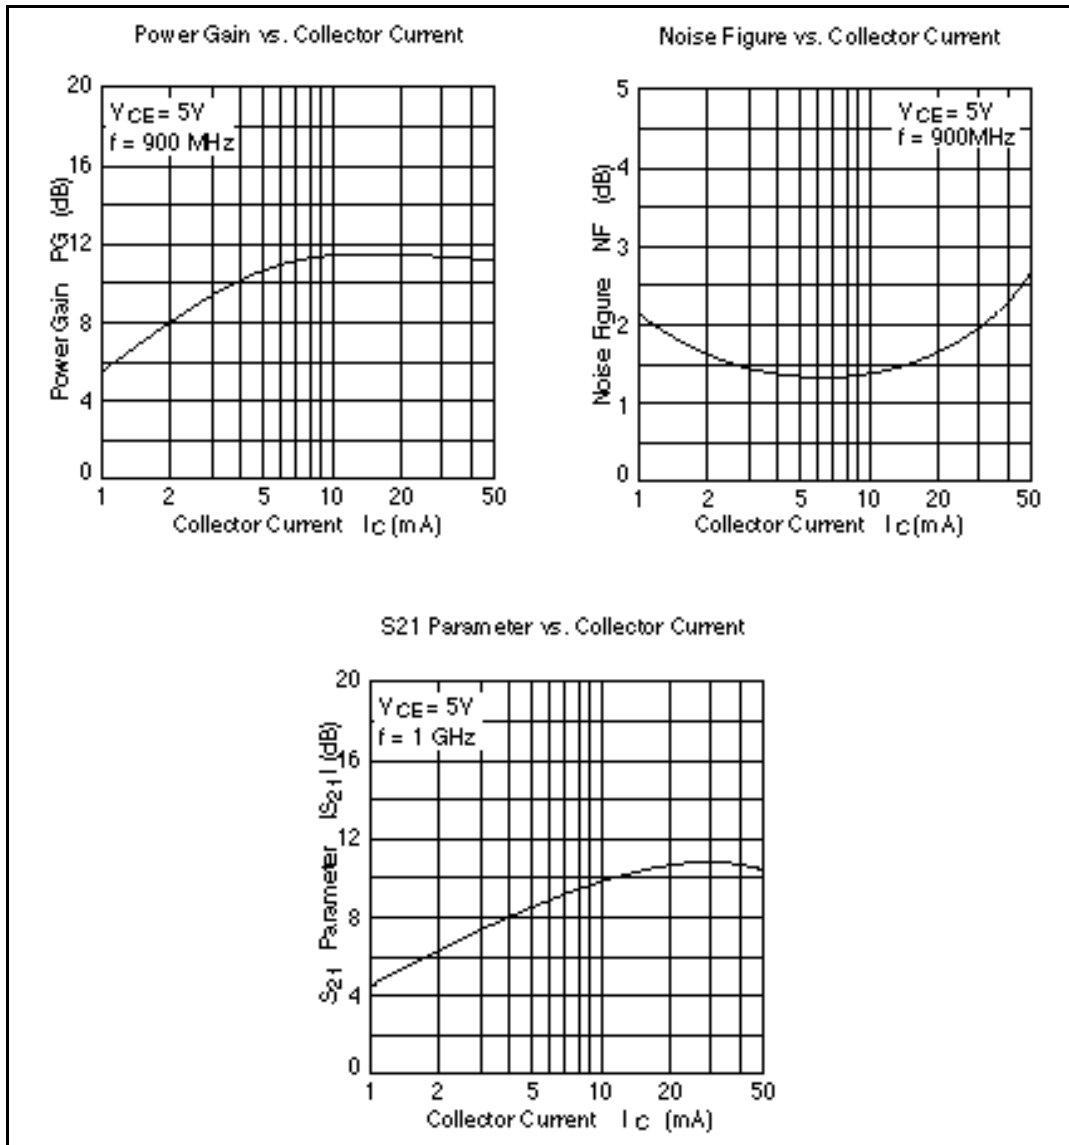 Power Gain vs. Collector Current
20
16
12
8
4
0
Power Gain PG (dB)
VCE = 5V
f = 900 MHz
1 2 5 10 20 50
Collector Current IC (mA)
Noise Figure vs. Collector Current
5
4
3
2
1
0
Noise Figure NF (dB)
VCE = 5V
f = 900MHz
1 2 5 10 20 50
Collector Current IC (mA)
S21 Parameter vs. Collector Current
20
16
12
8
4
0
S21 Parameter IS21I (dB)
VCE = 5V
f = 1 GHz
1 2 5 10 20 50
Collector Current IC (mA)